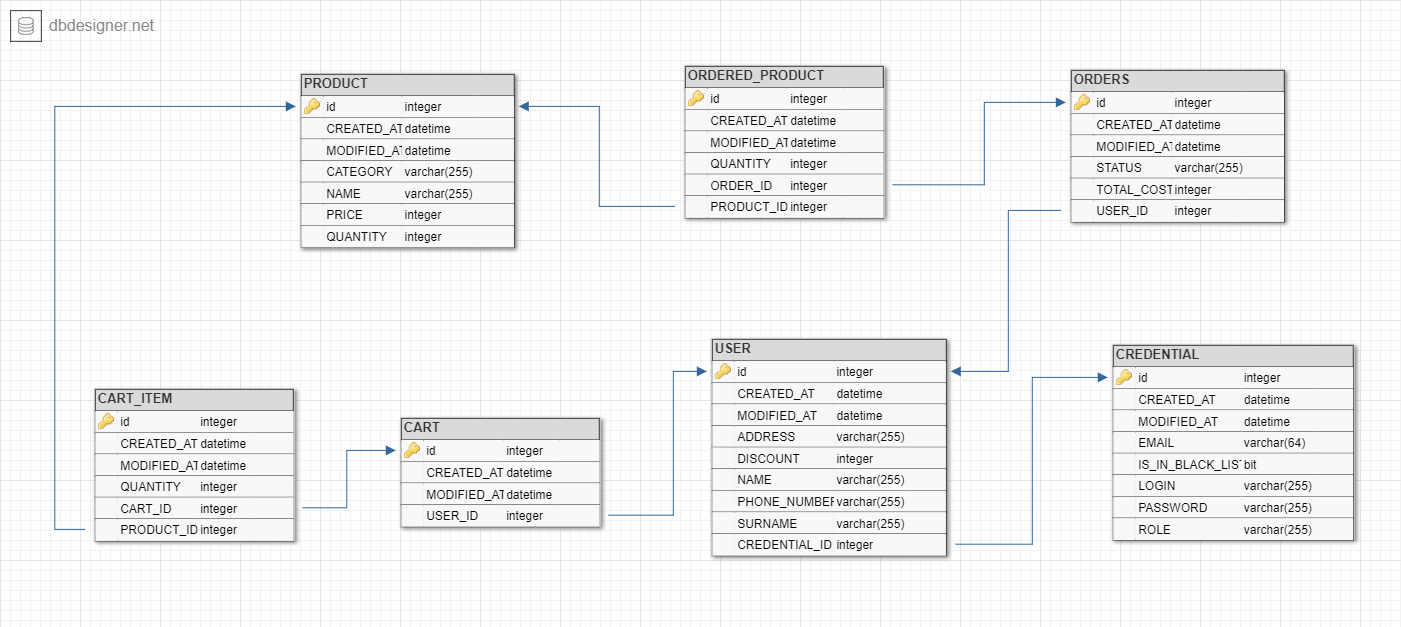 dbdesigner.net
PRODUCT
id integer
CREATED_AT datetime
MODIFIED_AT datetime
CATEGORY varchar(255)
NAME varchar(255)
PRICE integer
QUANTITY integer
ORDERED_PRODUCT
id integer
CREATED_AT datetime
MODIFIED_AT datetime
QUANTITY integer
ORDER_ID integer
PRODUCT_ID integer
ORDERS
id integer
CREATED_AT datetime
MODIFIED_AT datetime
STATUS varchar(255)
TOTAL_COST integer
USER_ID integer
CART_ITEM
id integer
CREATED_AT datetime
MODIFIED_AT datetime
QUANTITY integer
CART_ID integer
PRODUCT_ID integer
CART
id integer
CREATED_AT datetime
MODIFIED_AT datetime
USER_ID integer
USER
id integer
CREATED_AT datetime
MODIFIED_AT datetime
ADDRESS varchar(255)
DISCOUNT integer
NAME varchar(255)
PHONE_NUMBER varchar(255)
SURNAME varchar(255)
CREDENTIAL_ID integer
CREDENTIAL
id integer
CREATED_AT datetime
MODIFIED_AT datetime
EMAIL varchar(64)
IS_IN_BLACK_LIST bit
LOGIN varchar(255)
PASSWORD varchar(255)
ROLE varchar(255)